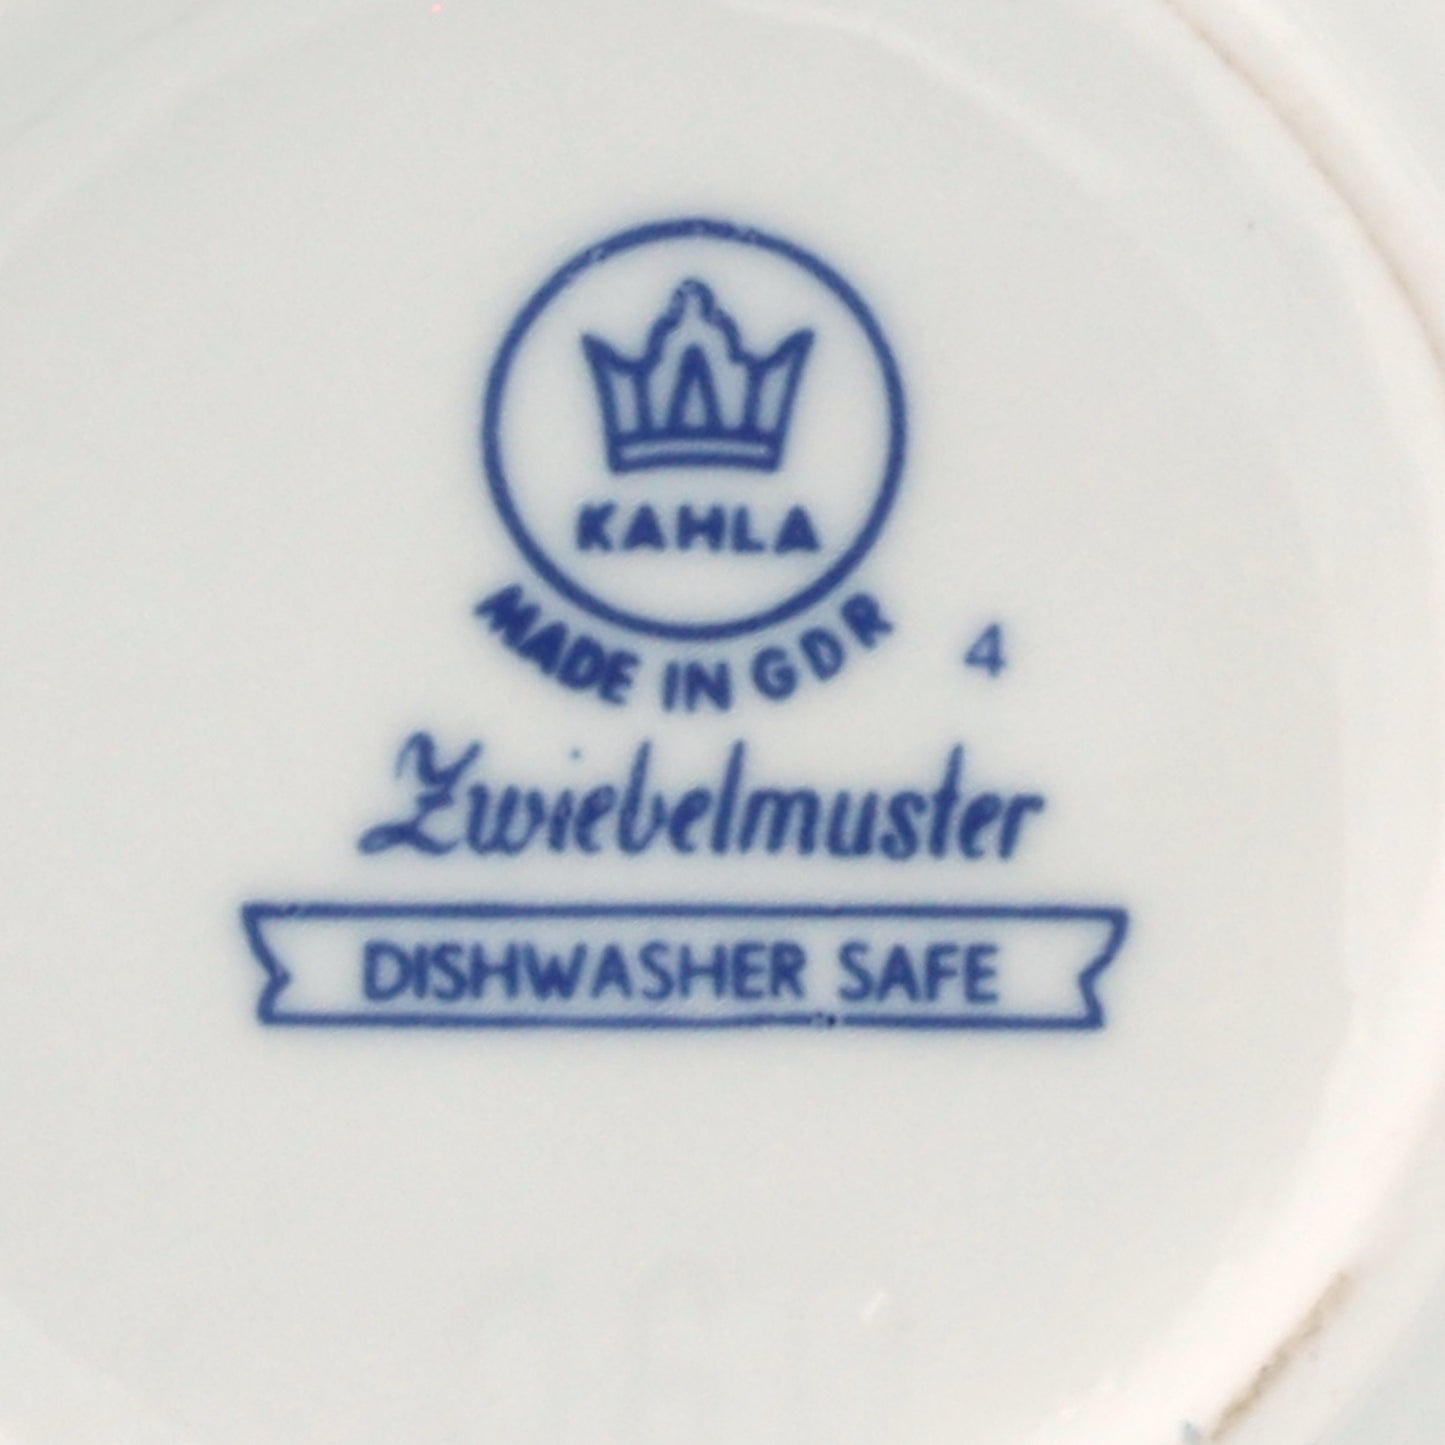 KAHLA
MADE IN GDR
4
Zwiebelmuster
DISHWASHER SAFE